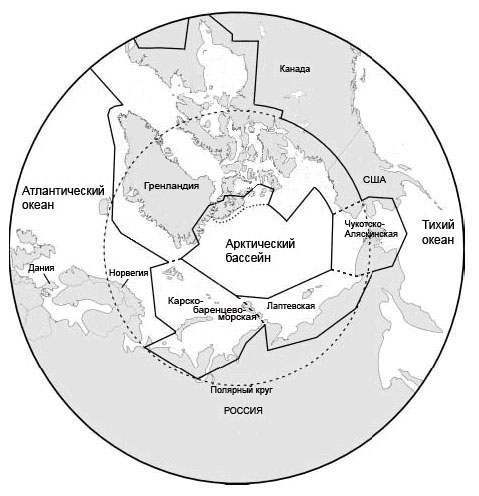 Канада
США
Гренландия
Атлантический
океан
Чукотско-
Аляскинская
Тихий
океан
Арктический
бассейн
Дания
Норвегия
Карско-
баренцево-
морская
Лаптевская
Полярный круг
РОССИЯ